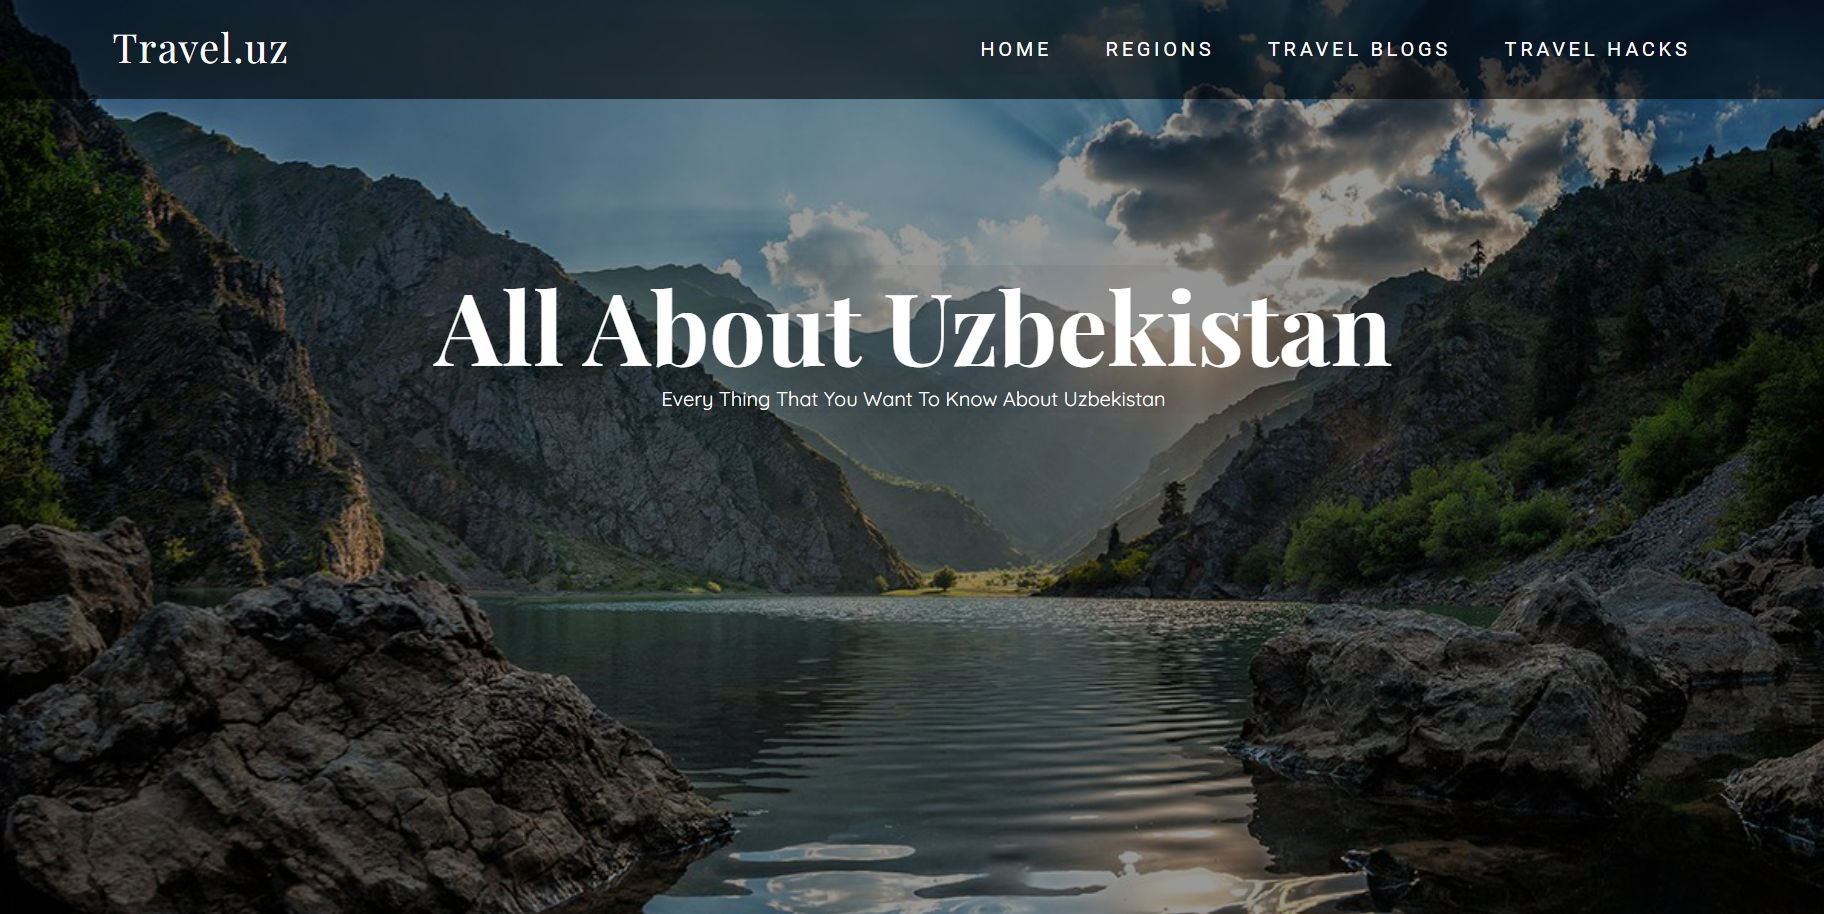 Travel.uz
HOME REGIONS TRAVEL BLOGS TRAVEL HACKS
All About Uzbekistan
Every Thing That You Want To Know About Uzbekistan